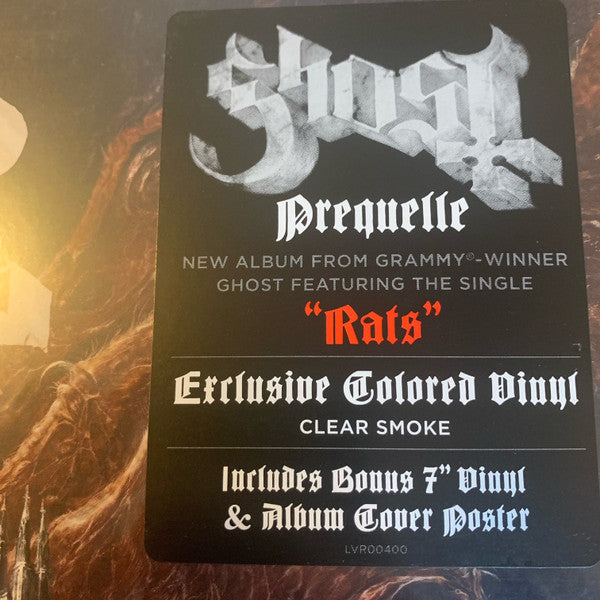 Ghost
Prequelle
NEW ALBUM FROM GRAMMY®-WINNER
GHOST FEATURING THE SINGLE
“Rats”
Exclusive Colored Vinyl
CLEAR SMOKE
Includes Bonus 7” Vinyl
& Album Cover Poster
LVR00400